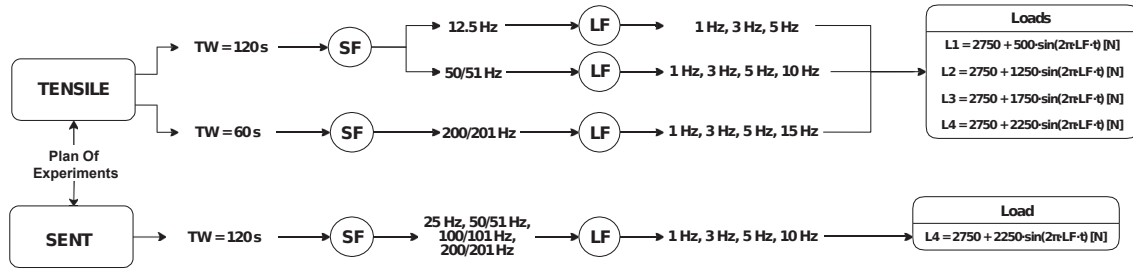 TENSILE
TW = 120 s
SF
12.5 Hz
LF
1 Hz, 3 Hz, 5 Hz
50/51 Hz
LF
1 Hz, 3 Hz, 5 Hz, 10 Hz
TW = 60 s
SF
200/201 Hz
LF
1 Hz, 3 Hz, 5 Hz, 15 Hz
Loads
L1 = 2750 + 500·sin(2π·LF·t) [N]
L2 = 2750 + 1250·sin(2π·LF·t) [N]
L3 = 2750 + 1750·sin(2π·LF·t) [N]
L4 = 2750 + 2250·sin(2π·LF·t) [N]
Plan Of
Experiments
SENT
TW = 120 s
SF
25 Hz, 50/51 Hz,
100/101 Hz,
200/201 Hz
LF
1 Hz, 3 Hz, 5 Hz, 10 Hz
Load
L4 = 2750 + 2250·sin(2π·LF·t) [N]